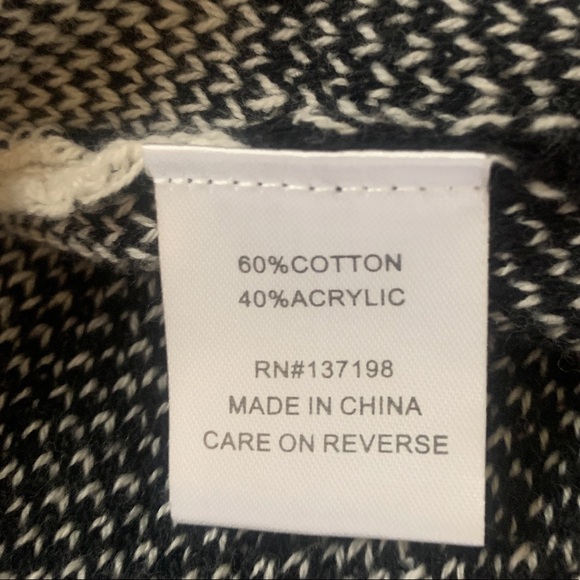 60%COTTON
40%ACRYLIC
RN#137198
MADE IN CHINA
CARE ON REVERSE